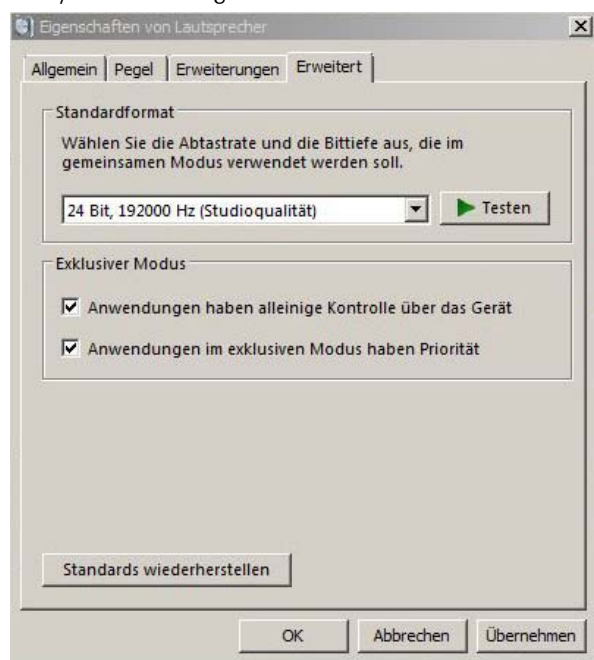 Eigenschaften von Lautsprecher
Allgemein Pegel Erweiterungen Erweitert
Standardformat
Wählen Sie die Abtastrate und die Bittiefe aus, die im
gemeinsamen Modus verwendet werden soll.
24 Bit, 192000 Hz (Studioqualität) Testen
Exklusiver Modus
Anwendungen haben alleinige Kontrolle über das Gerät
Anwendungen im exklusiven Modus haben Priorität
Standards wiederherstellen
OK Abbrechen Übernehmen